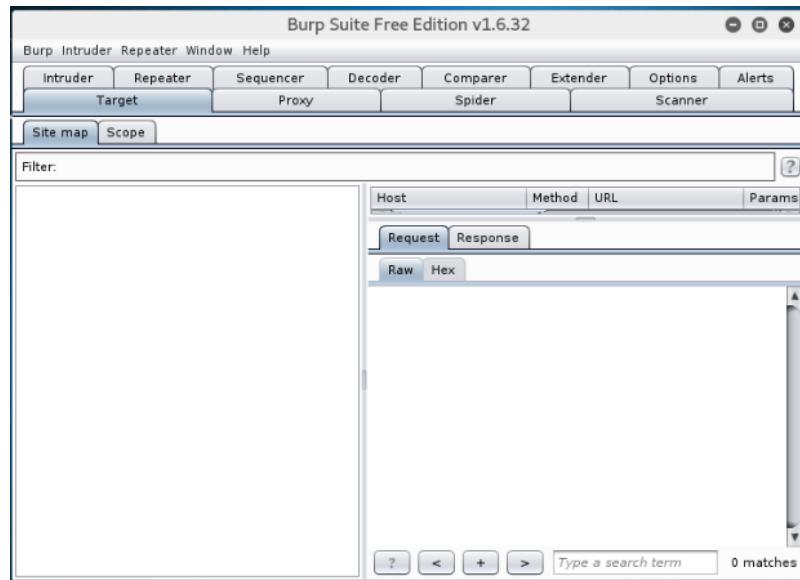 Burp Suite Free Edition v1.6.32
Burp Intruder Repeater Window Help
Intruder Repeater Sequencer Decoder Comparer Extender Options Alerts
Target Proxy Spider Scanner
Site map Scope
Filter:
?
Host Method URL Params
Request Response
Raw Hex
? < + > Type a search term 0 matches